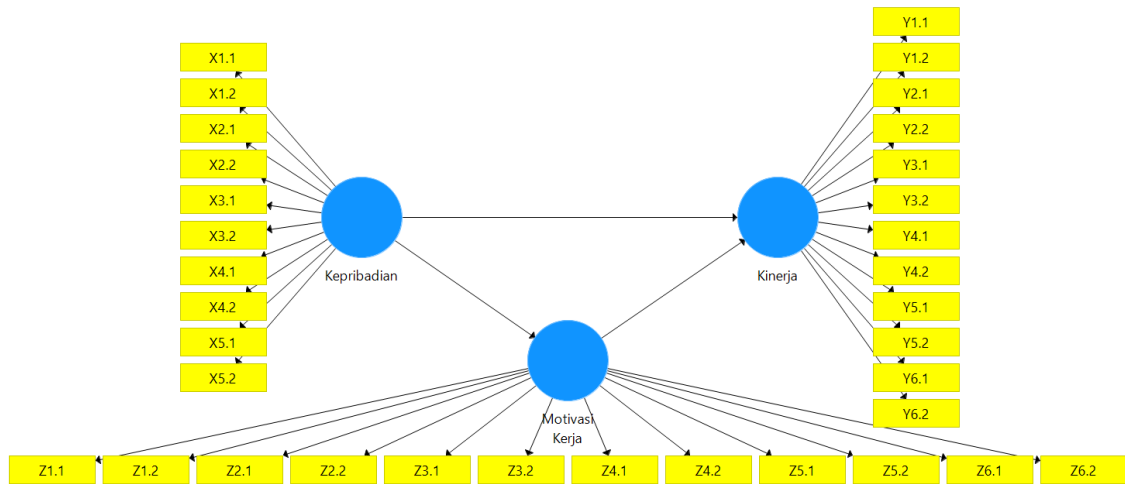 X1.1
X1.2
X2.1
X2.2
X3.1
X3.2
X4.1
X4.2
X5.1
X5.2
Kepribadian
Y1.1
Y1.2
Y2.1
Y2.2
Y3.1
Y3.2
Y4.1
Y4.2
Y5.1
Y5.2
Y6.1
Y6.2
Kinerja
Motivasi
Kerja
Z1.1
Z1.2
Z2.1
Z2.2
Z3.1
Z3.2
Z4.1
Z4.2
Z5.1
Z5.2
Z6.1
Z6.2